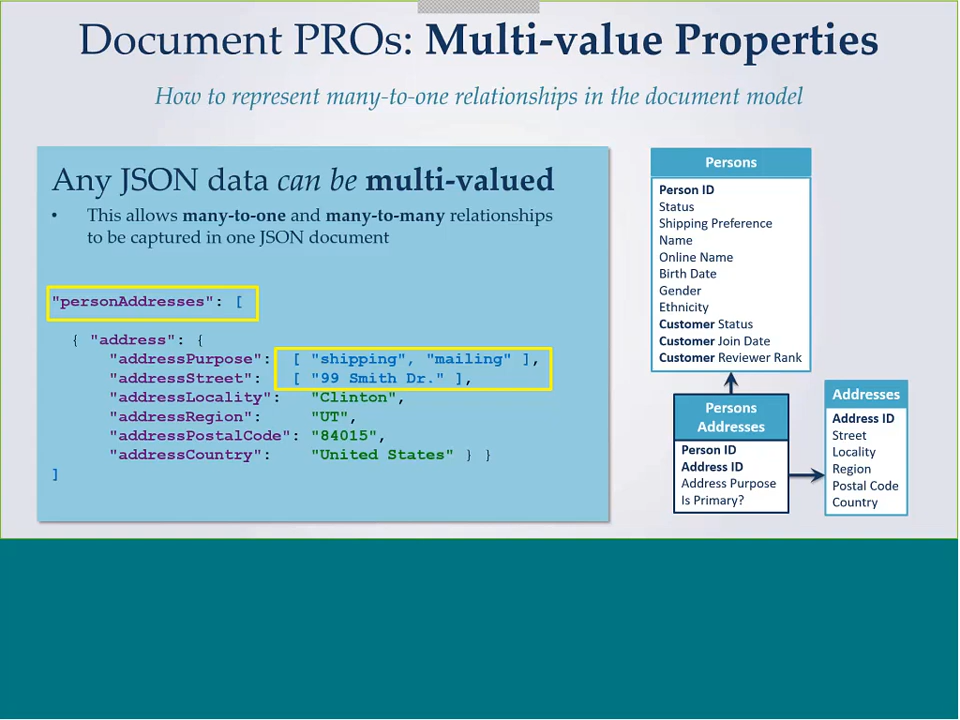 Document PROs: Multi-value Properties
How to represent many-to-one relationships in the document model
Any JSON data can be multi-valued
• This allows many-to-one and many-to-many relationships
to be captured in one JSON document
"personAddresses": [
{ "address": {
"addressPurpose": [ "shipping", "mailing" ],
"addressStreet": [ "99 Smith Dr." ],
"addressLocality": "Clinton",
"addressRegion": "UT",
"addressPostalCode": "84015",
"addressCountry": "United States" } }
]
Persons
Person ID
Status
Shipping Preference
Name
Online Name
Birth Date
Gender
Ethnicity
Customer Status
Customer Join Date
Customer Reviewer Rank
Persons
Addresses
Person ID
Address ID
Address Purpose
Is Primary?
Addresses
Address ID
Street
Locality
Region
Postal Code
Country